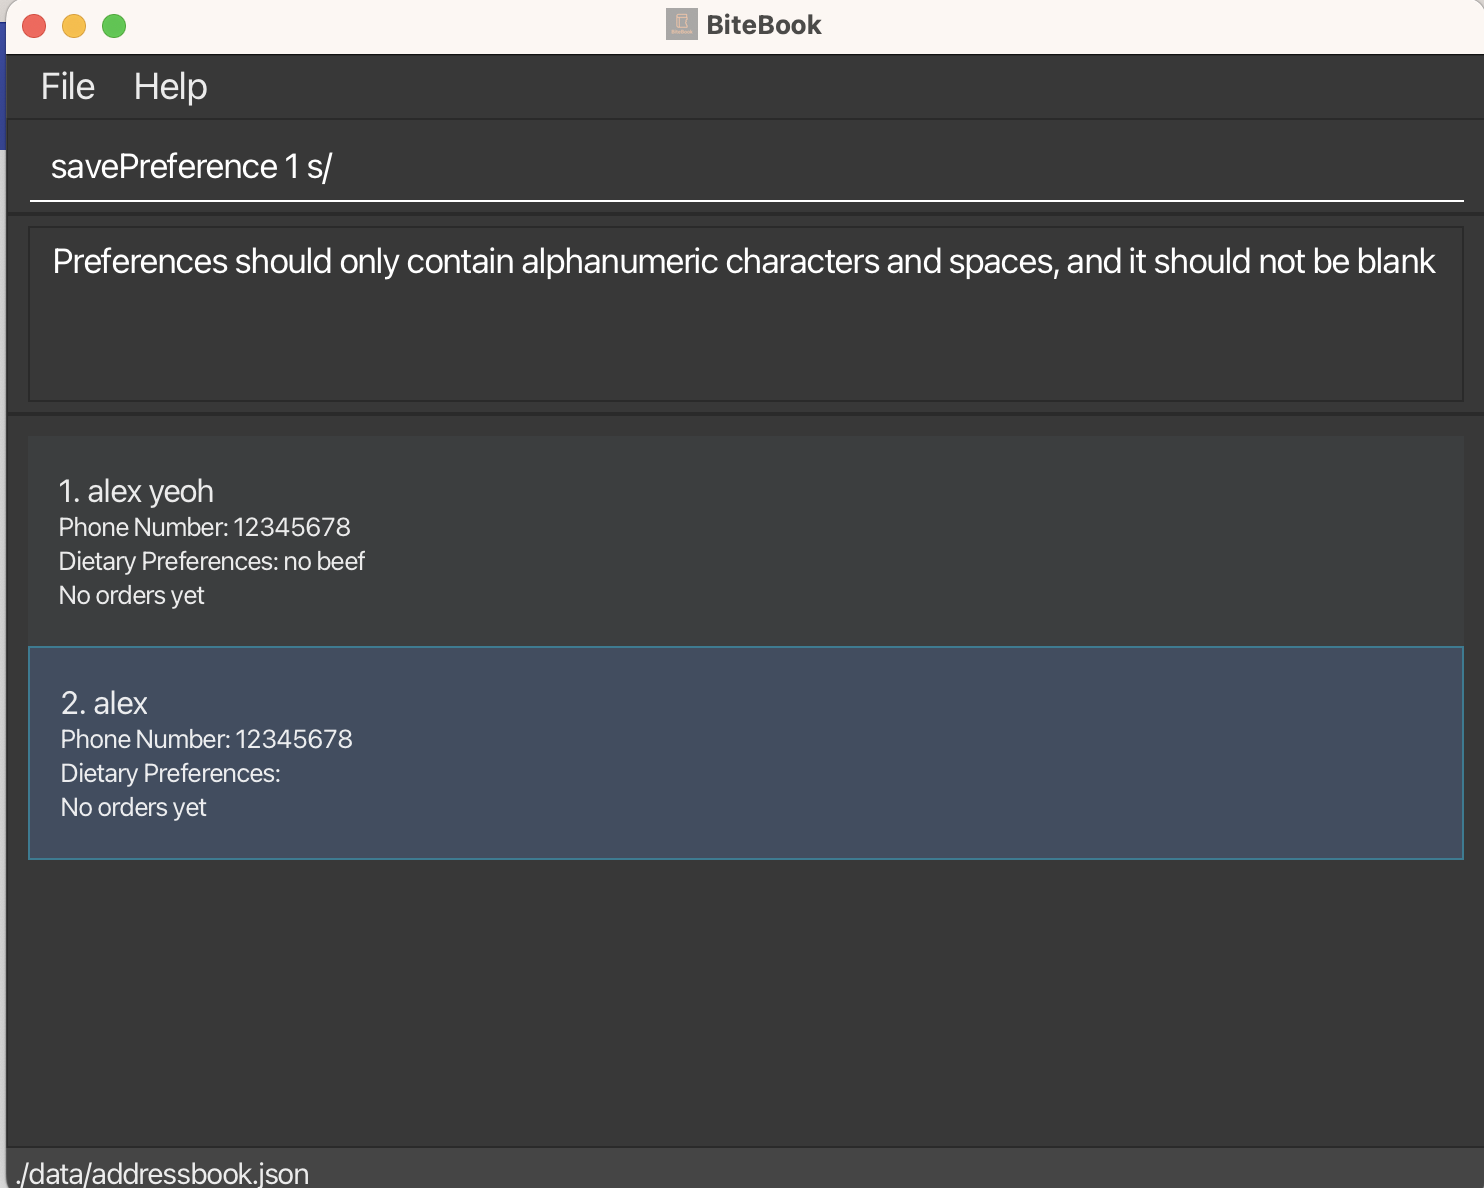 BiteBook
File Help
savePreference 1 s/
Preferences should only contain alphanumeric characters and spaces, and it should not be blank
1. alex yeoh
Phone Number: 12345678
Dietary Preferences: no beef
No orders yet
2. alex
Phone Number: 12345678
Dietary Preferences:
No orders yet
./data/addressbook.json